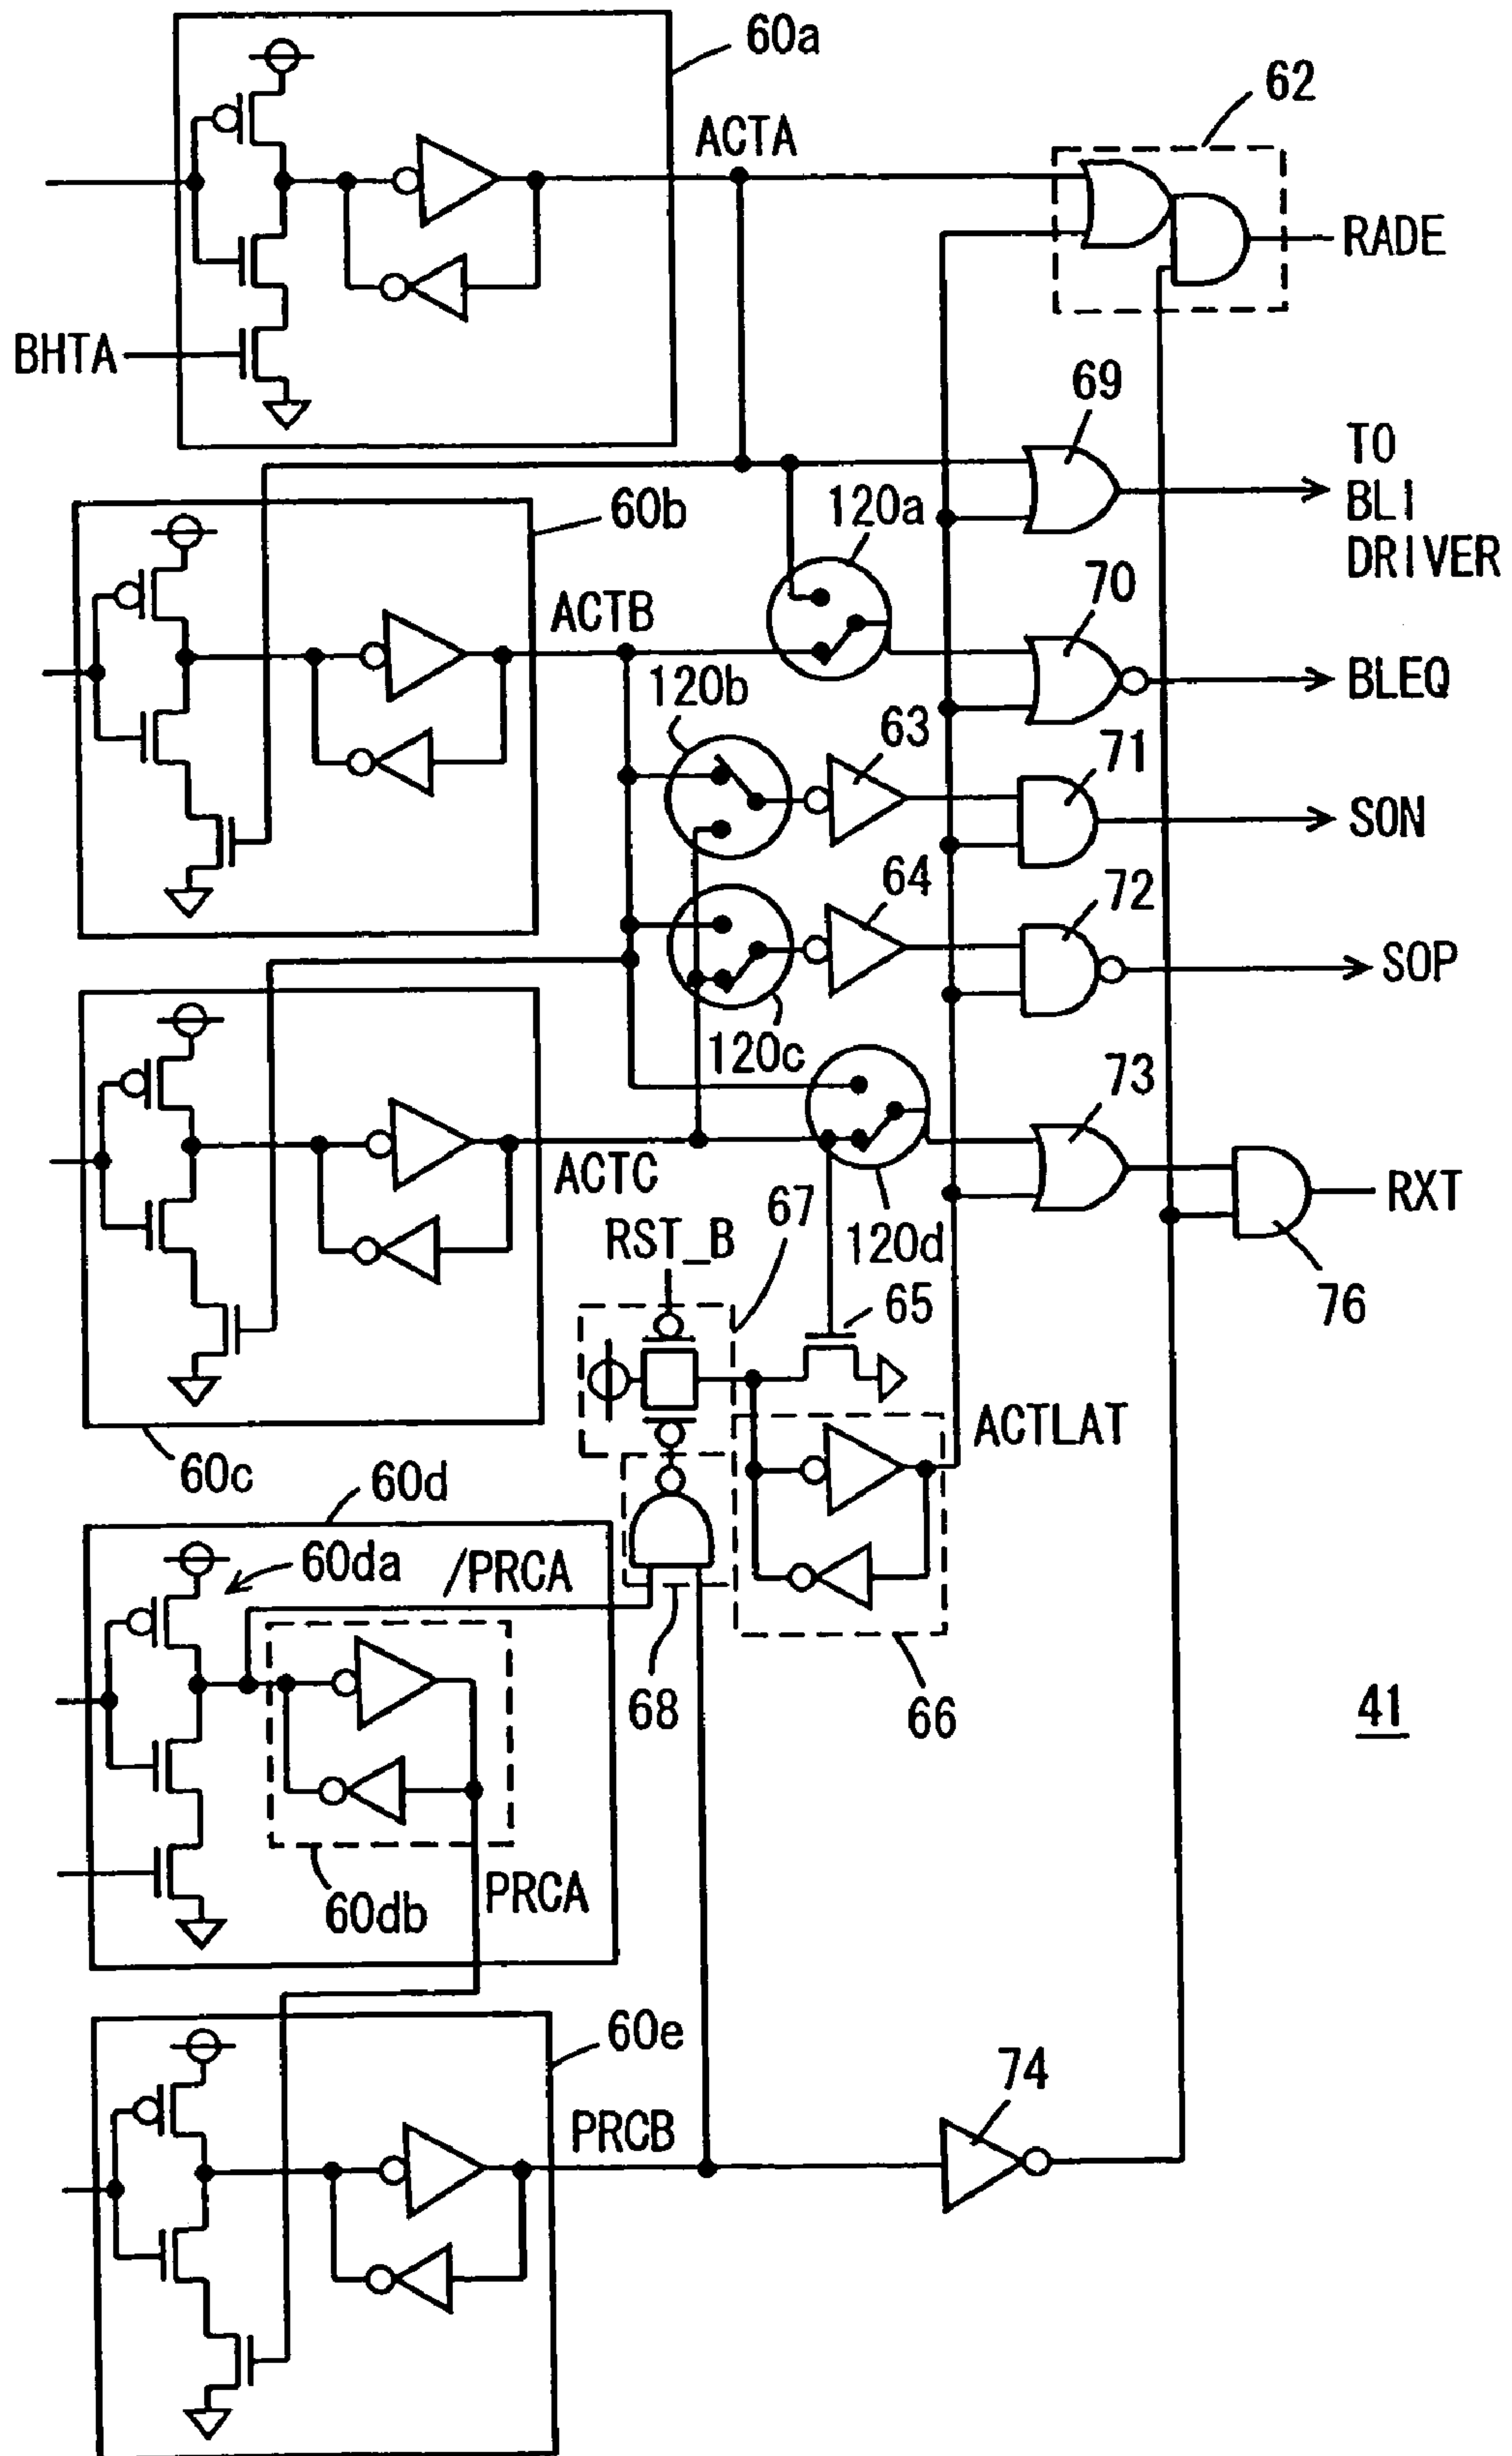 60a
62
ACTA
RADE
BHTA
69
TO
BLI
DRIVER
60b
120a
70
ACTB
BLEQ
120b
63
71
SON
64
72
SOP
120c
73
ACTC
67
RXT
RST_B
120d
65
76
ACTLAT
60c
60d
60da
/PRCA
68
66
41
60db
PRCA
60e
74
PRCB